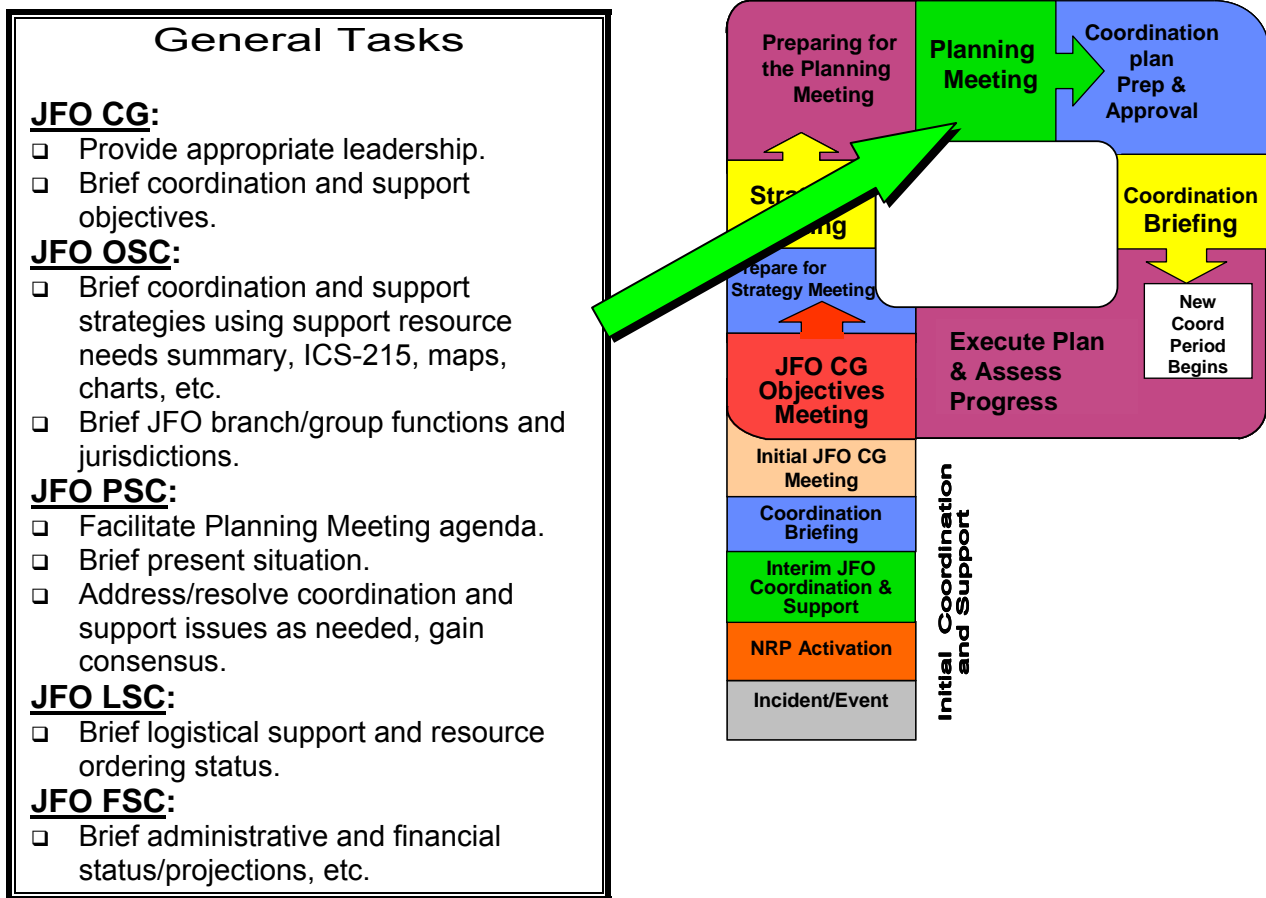 General Tasks
JFO CG:
❑ Provide appropriate leadership.
❑ Brief coordination and support
objectives.
JFO OSC:
❑ Brief coordination and support
strategies using support resource
needs summary, ICS-215, maps,
charts, etc.
❑ Brief JFO branch/group functions and
jurisdictions.
JFO PSC:
❑ Facilitate Planning Meeting agenda.
❑ Brief present situation.
❑ Address/resolve coordination and
support issues as needed, gain
consensus.
JFO LSC:
❑ Brief logistical support and resource
ordering status.
JFO FSC:
❑ Brief administrative and financial
status/projections, etc.
Preparing for
the Planning
Meeting
Planning
Meeting
Coordination
plan
Prep &
Approval
Coordination
Briefing
New
Coord
Period
Begins
Execute Plan
& Assess
Progress
for
Strategy Meeting
JFO CG
Objectives
Meeting
Initial JFO CG
Meeting
Coordination
Briefing
Interim JFO
Coordination &
Support
NRP Activation
Incident/Event
Initial Coordination
and Support